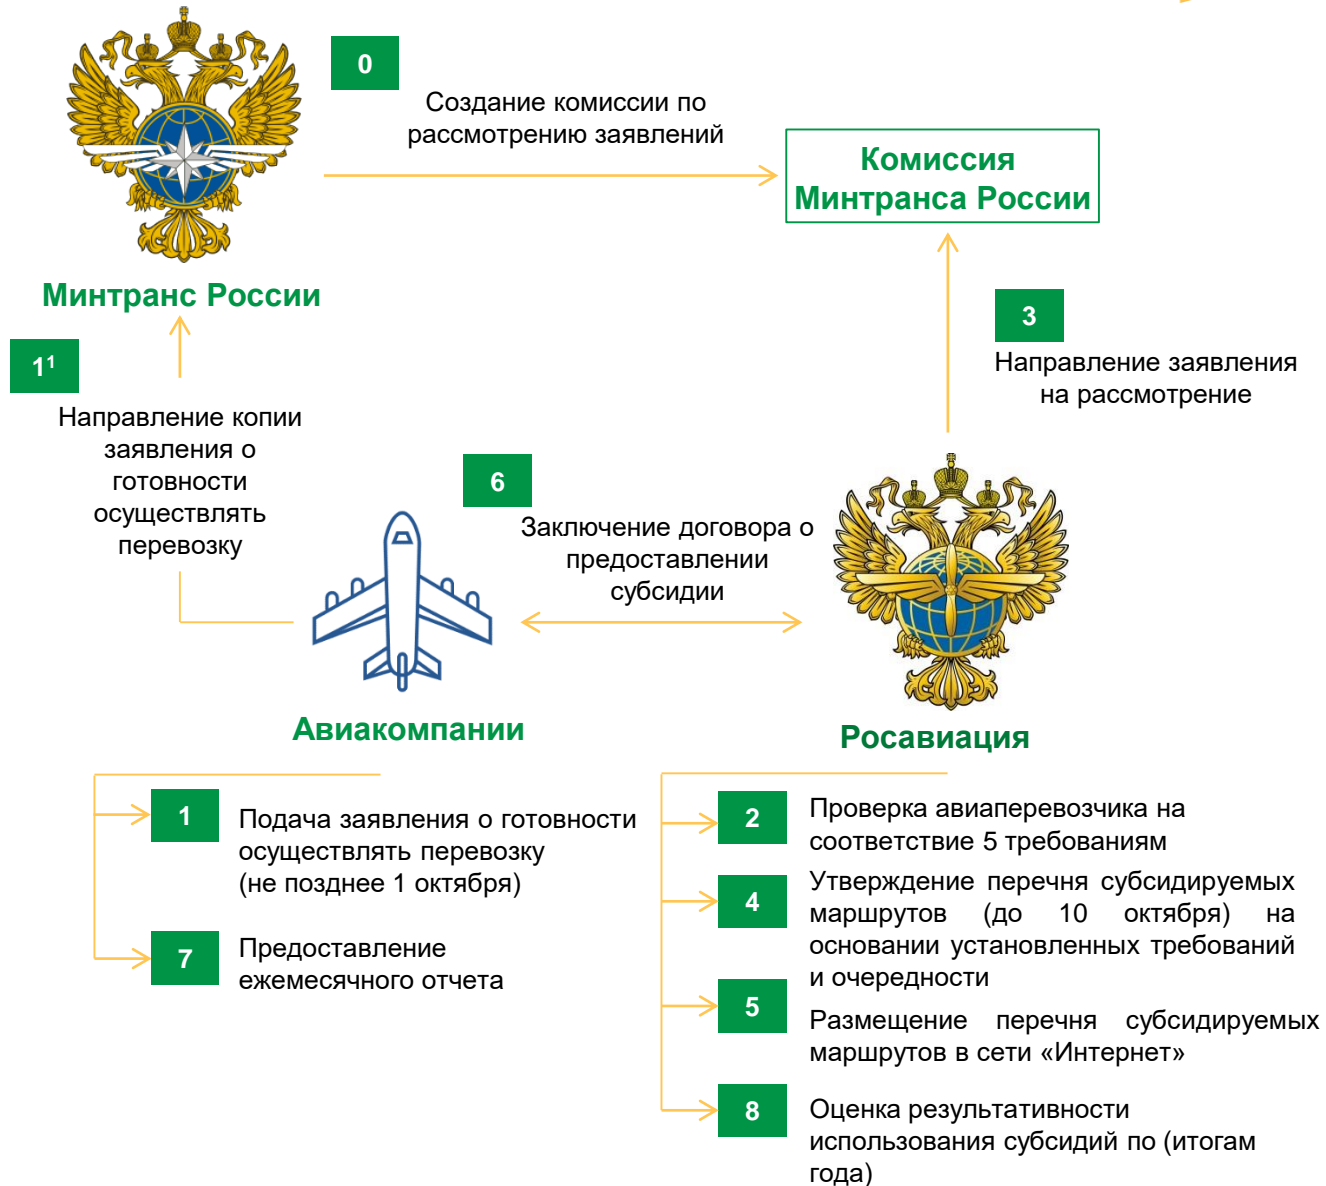 0
Создание комиссии по
рассмотрению заявлений
Комиссия
Минтранса России
Минтранс России
3
Направление заявления
на рассмотрение
1¹
Направление копии
заявления о
готовности
осуществлять
перевозку
6
Заключение договора о
предоставлении
субсидии
Авиакомпании
Росавиация
1
Подача заявления о готовности
осуществлять перевозку
(не позднее 1 октября)
7
Предоставление
ежемесячного отчета
2
Проверка авиаперевозчика на
соответствие 5 требованиям
4
Утверждение перечня субсидируемых
маршрутов (до 10 октября) на
основании установленных требований
и очередности
5
Размещение перечня субсидируемых
маршрутов в сети «Интернет»
8
Оценка результативности
использования субсидий по (итогам
года)